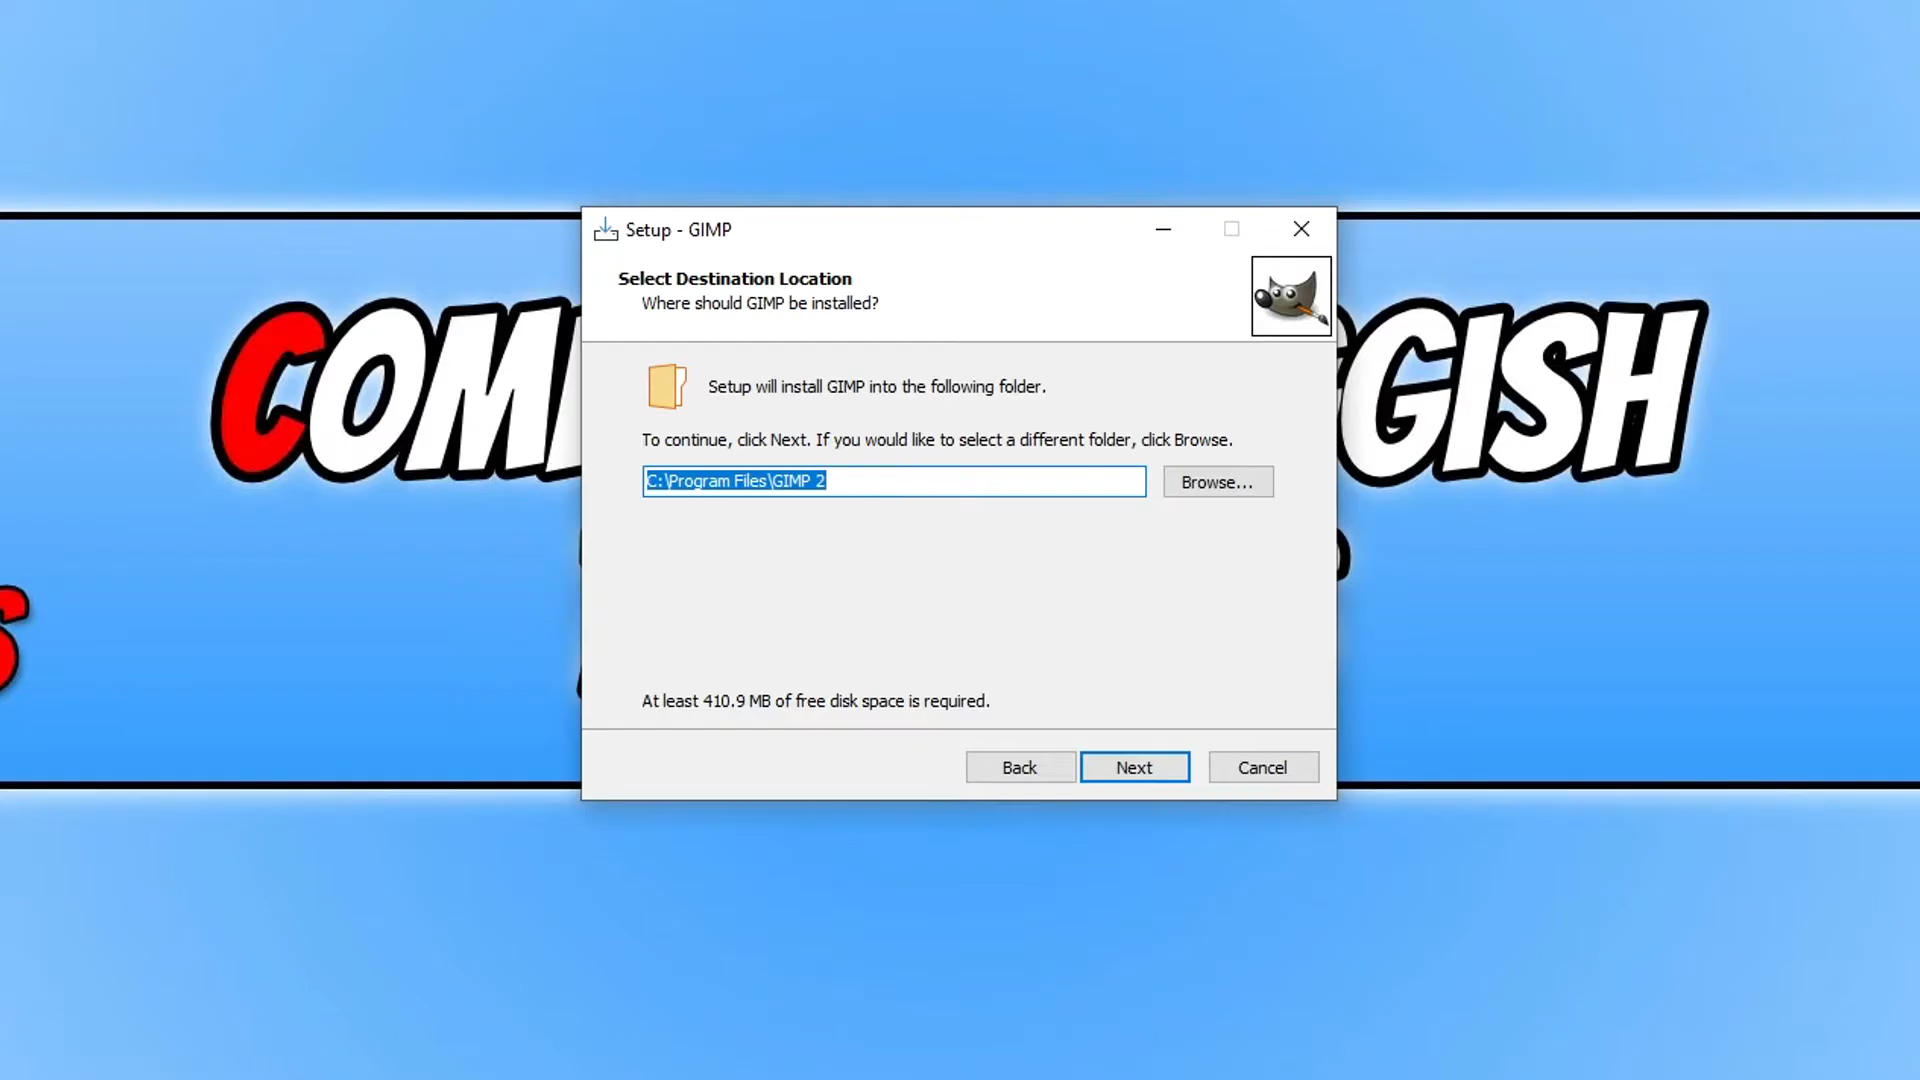 Setup - GIMP
Select Destination Location
Where should GIMP be installed?
COM GISH
Setup will install GIMP into the following folder.
To continue, click Next. If you would like to select a different folder, click Browse.
C:\Program Files\GIMP 2
Browse...
S
At least 410.9 MB of free disk space is required.
Back
Next
Cancel